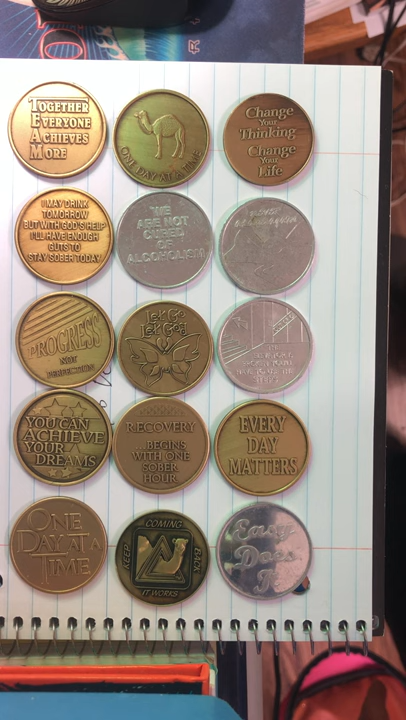 TOGETHER
EVERYONE
ACHIEVES
MORE
ONE DAY AT A TIME
Change
Your
Thinking
Change
Your
Life
I MAY DRINK
TOMORROW
BUT WITH GOD'S HELP
I'LL HAVE ENOUGH
GUTS TO
STAY SOBER TODAY
WE
ARE NOT
CURED
OF
ALCOHOLISM
PROGRESS
NOT
PERFECTION
Let Go
Let God
YOU CAN
ACHIEVE
YOUR
DREAMS
RECOVERY
BEGINS
WITH ONE
SOBER
HOUR
EVERY
DAY
MATTERS
ONE
DAY AT A
TIME
KEEP
COMING
BACK
IT WORKS
Easy
Does
It